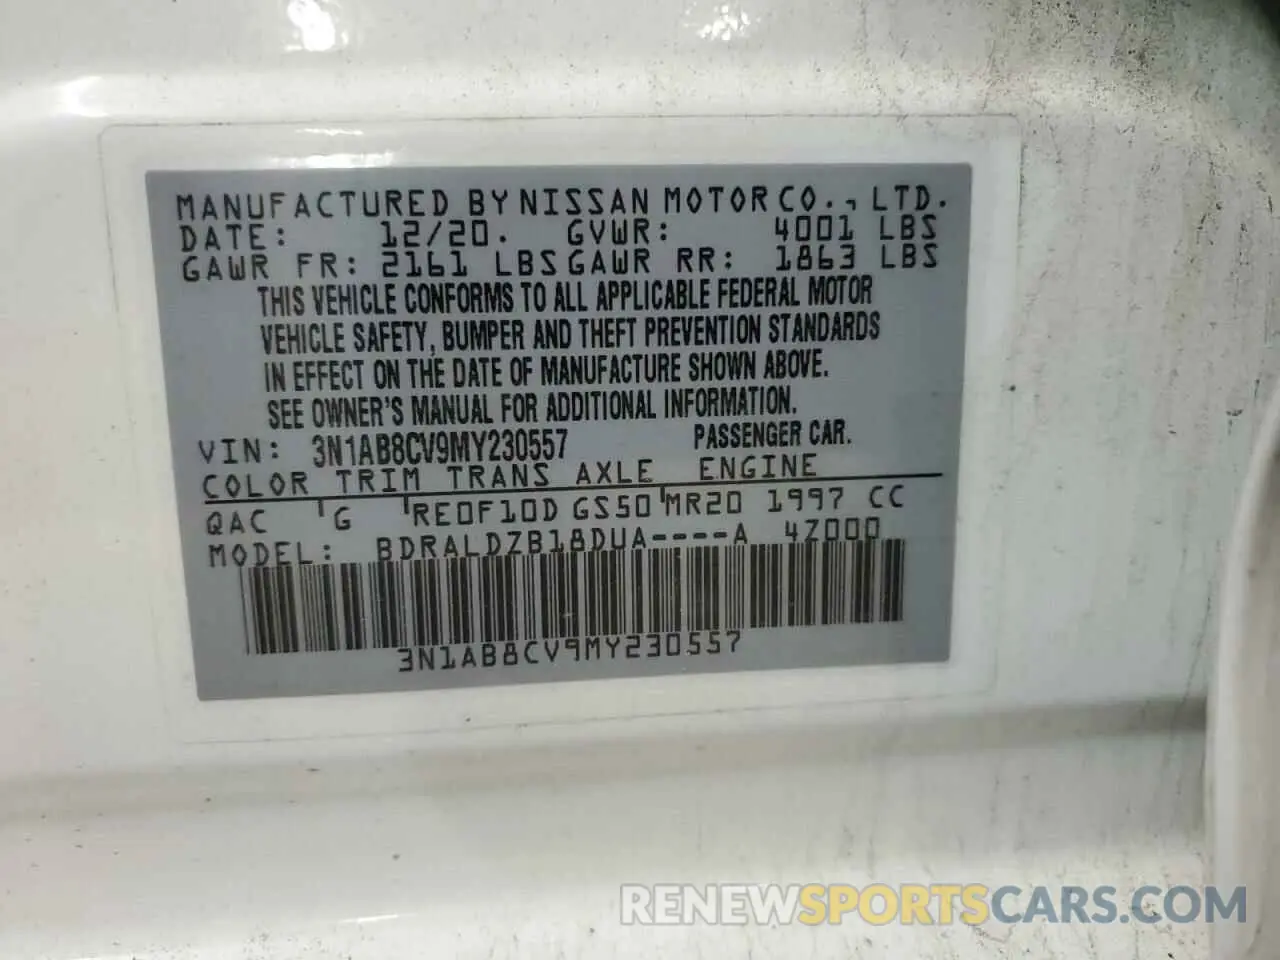 MANUFACTURED BY NISSAN MOTOR CO., LTD.
DATE: 12/20. GVWR: 4001 LBS
GAWR FR: 2161 LBS GAWR RR: 1863 LBS
THIS VEHICLE CONFORMS TO ALL APPLICABLE FEDERAL MOTOR
VEHICLE SAFETY, BUMPER AND THEFT PREVENTION STANDARDS
IN EFFECT ON THE DATE OF MANUFACTURE SHOWN ABOVE.
SEE OWNER'S MANUAL FOR ADDITIONAL INFORMATION.
VIN: 3N1AB8CV9MY230557 PASSENGER CAR.
COLOR TRIM TRANS AXLE ENGINE
QAC G RE0F10D GS50 MR20 1997 CC
MODEL: BDRALDZB18DUA----A 4Z000
3N1AB8CV9MY230557
RENEWSPORTSCARS.COM